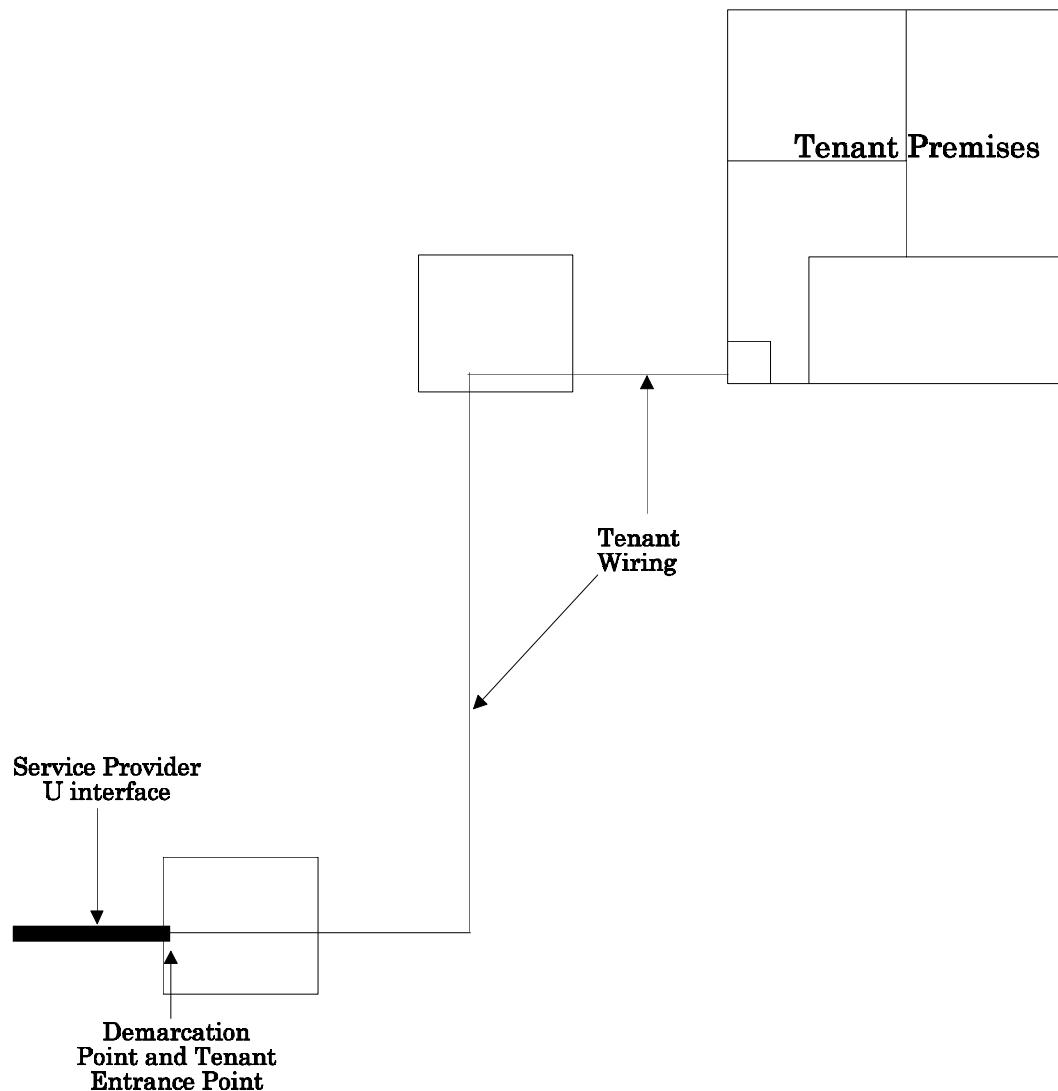 Tenant Premises
Tenant
Wiring
Service Provider
U interface
Demarcation
Point and Tenant
Entrance Point